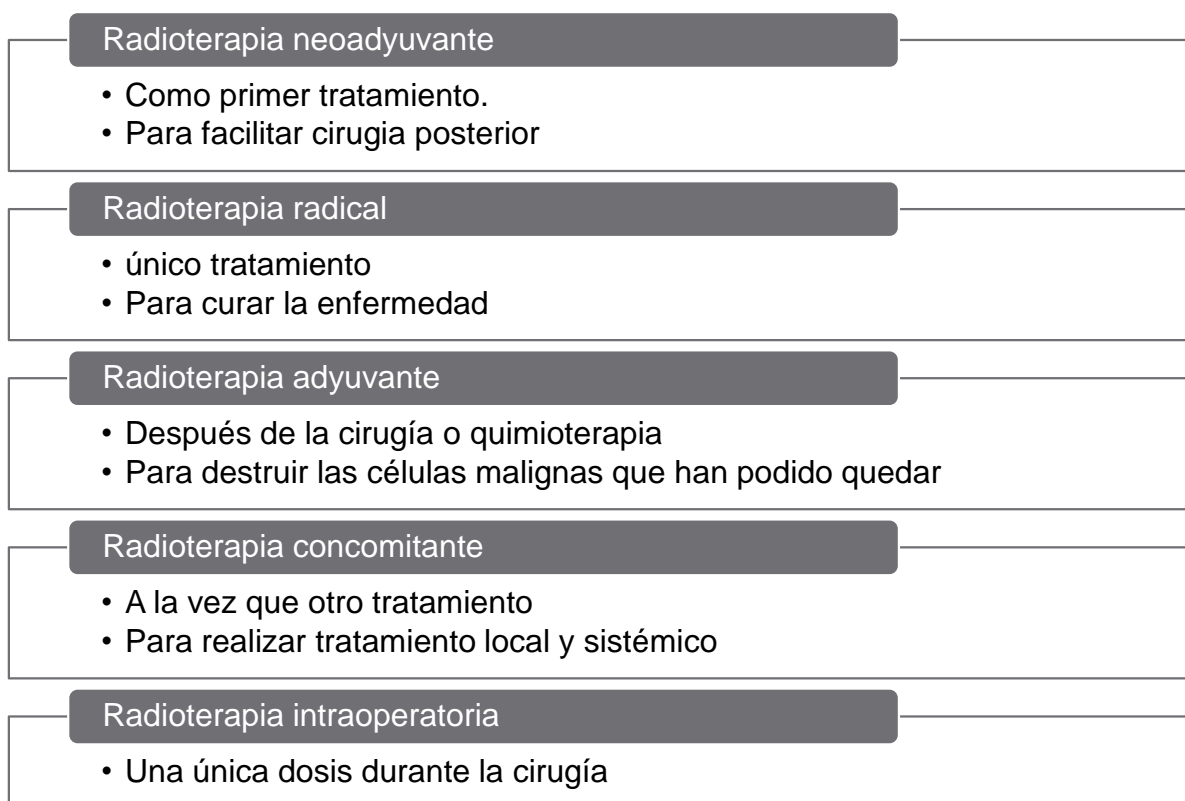 Radioterapia neoadyuvante
• Como primer tratamiento.
• Para facilitar cirugia posterior
Radioterapia radical
• único tratamiento
• Para curar la enfermedad
Radioterapia adyuvante
• Después de la cirugía o quimioterapia
• Para destruir las células malignas que han podido quedar
Radioterapia concomitante
• A la vez que otro tratamiento
• Para realizar tratamiento local y sistémico
Radioterapia intraoperatoria
• Una única dosis durante la cirugía